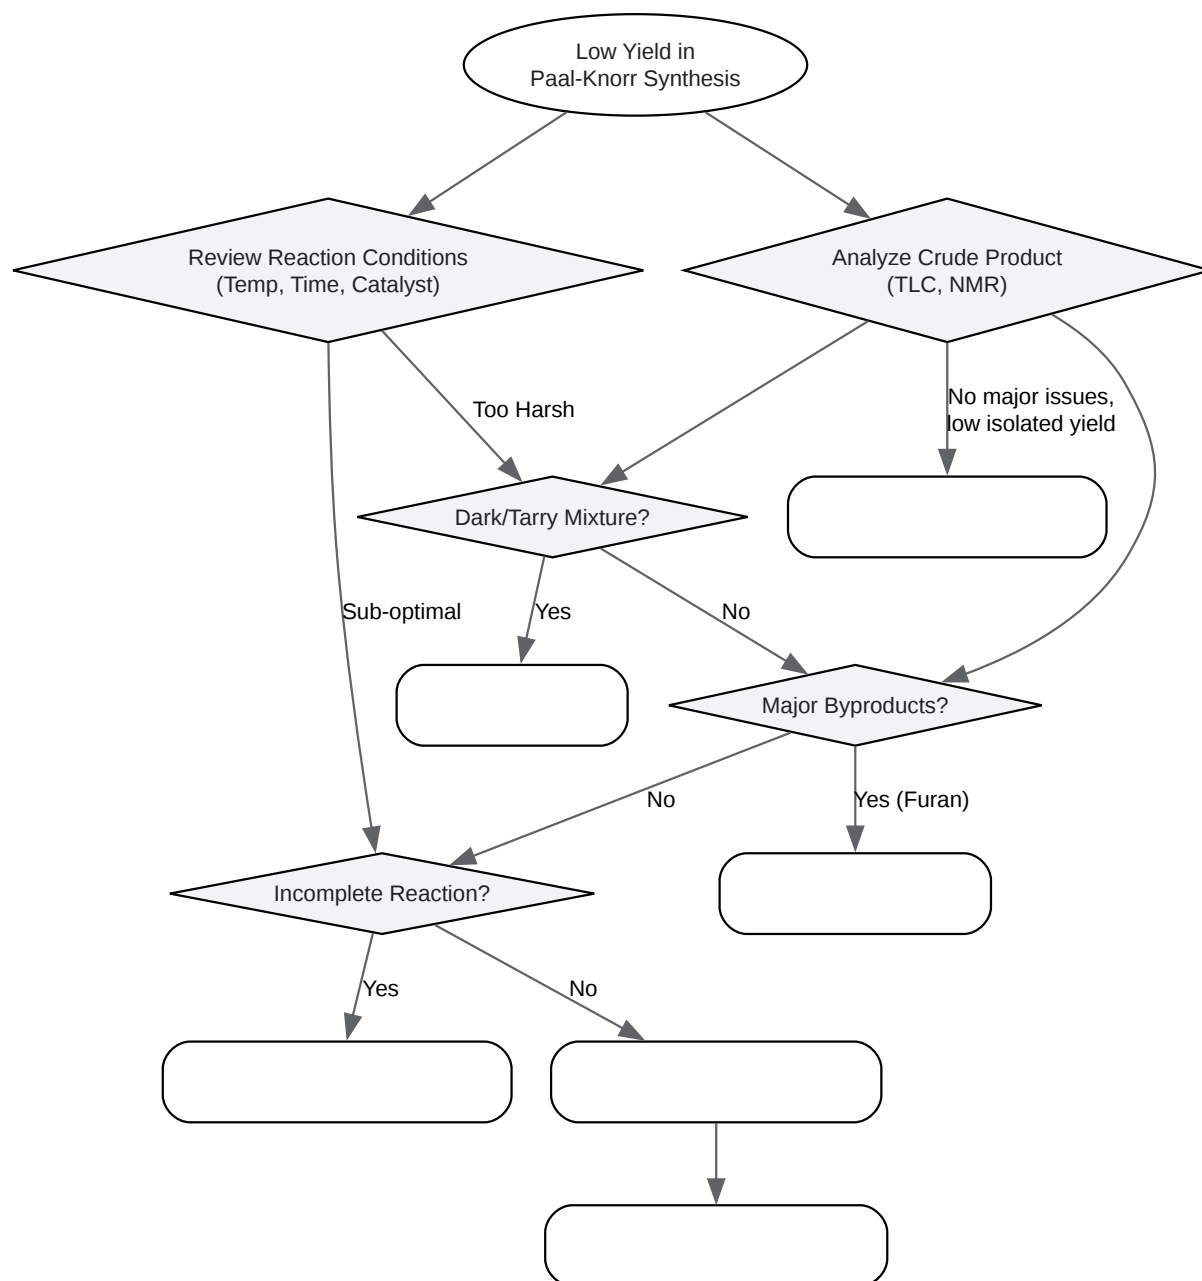 Low Yield in
Paal-Knorr Synthesis
Review Reaction Conditions
(Temp, Time, Catalyst)
Analyze Crude Product
(TLC, NMR)
Too Harsh
No major issues,
low isolated yield
Dark/Tarry Mixture?
Sub-optimal
Yes
No
Major Byproducts?
No
Yes (Furan)
Incomplete Reaction?
Yes
No